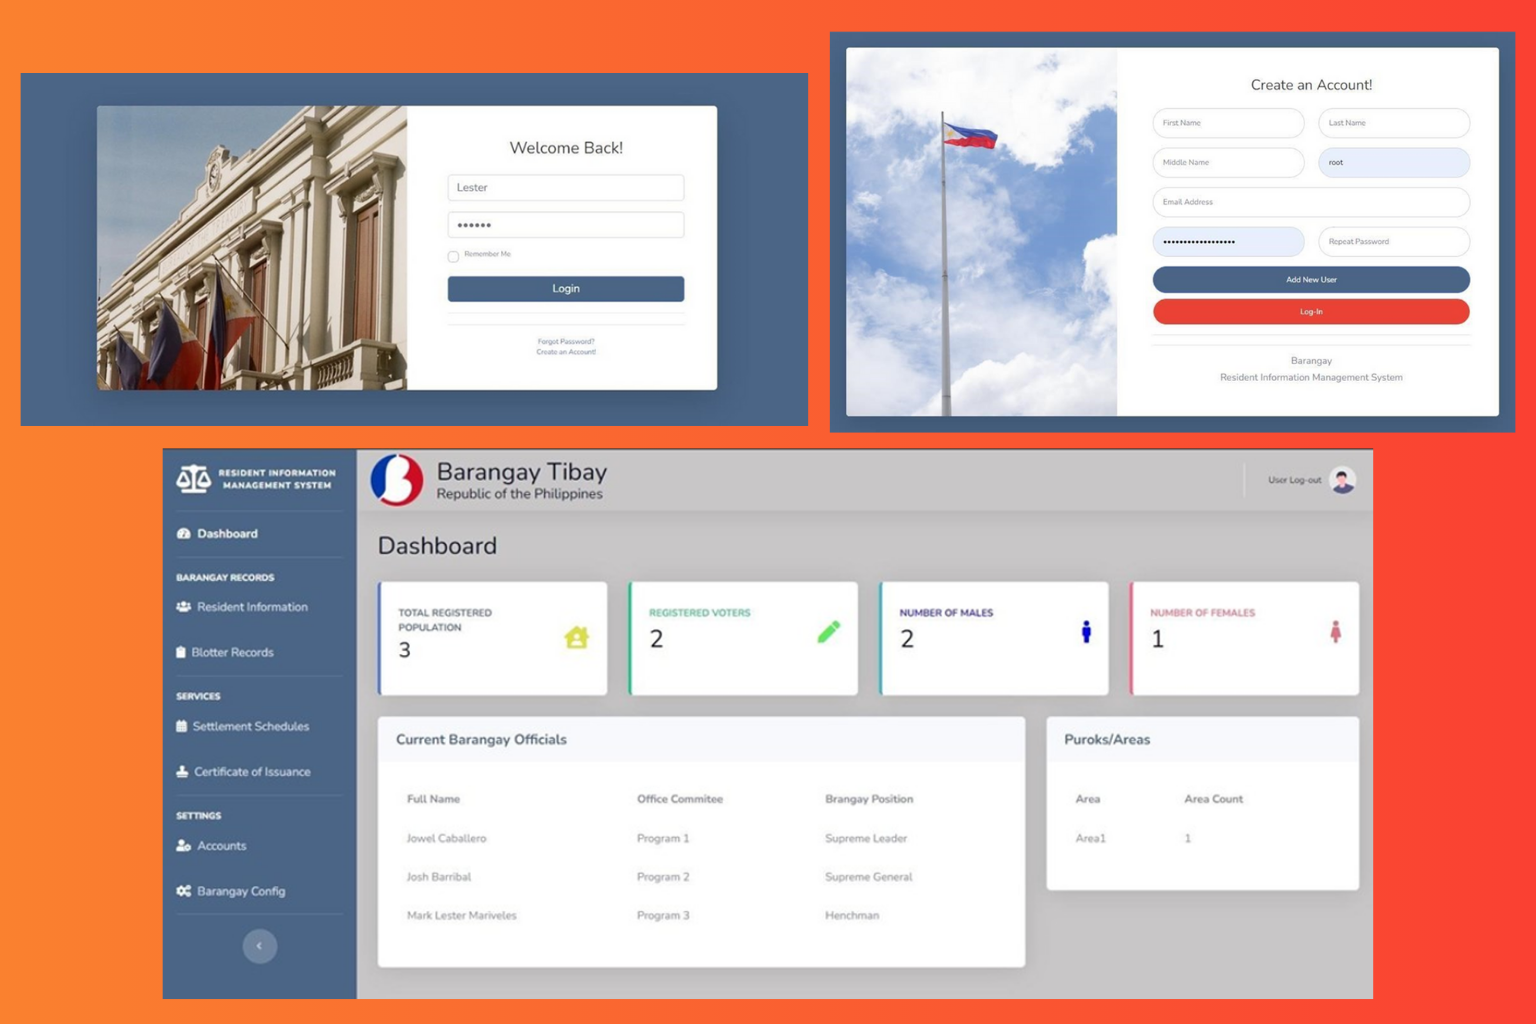 Welcome Back!
Lester
••••••
Remember Me
Login
Forgot Password?
Create an Account!
Create an Account!
First Name
Last Name
Middle Name
root
Email Address
••••••••••••••••••
Repeat Password
Add New User
Log-In
Barangay
Resident Information Management System
RESIDENT INFORMATION
MANAGEMENT SYSTEM
Dashboard
BARANGAY RECORDS
Resident Information
Blotter Records
SERVICES
Settlement Schedules
Certificate of Issuance
SETTINGS
Accounts
Barangay Config
Barangay Tibay
Republic of the Philippines
User Log-out
Dashboard
TOTAL REGISTERED
POPULATION
3
REGISTERED VOTERS
2
NUMBER OF MALES
2
NUMBER OF FEMALES
1
Current Barangay Officials
Full Name Office Commitee Brangay Position
Jowel Caballero Program 1 Supreme Leader
Josh Barribal Program 2 Supreme General
Mark Lester Mariveles Program 3 Henchman
Puroks/Areas
Area Area Count
Area1 1